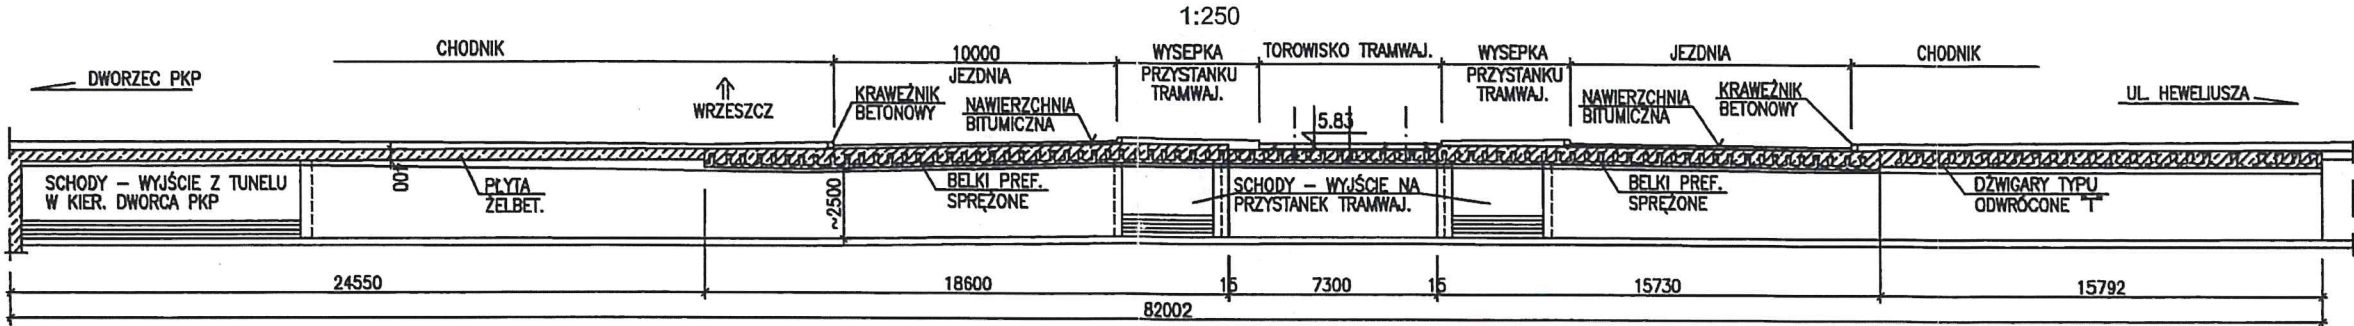 1:250
CHODNIK
10000
WYSEPKA
TOROWISKO TRAMWAJ.
WYSEPKA
JEZDNIA
CHODNIK
DWORZEC PKP
JEZDNIA
PRZYSTANKU
TRAMWAJ.
PRZYSTANKU
TRAMWAJ.
WRZESZCZ
KRAWĘŻNIK
BETONOWY
NAWIERZCHNIA
BITUMICZNA
5.83
NAWIERZCHNIA
BITUMICZNA
KRAWĘŻNIK
BETONOWY
UL. HEWELIUSZA
SCHODY – WYJŚCIE Z TUNELU
W KIER. DWORCA PKP
PŁYTA
ŻELBET.
~2500
BELKI PREF.
SPRĘŻONE
SCHODY – WYJŚCIE NA
PRZYSTANEK TRAMWAJ.
BELKI PREF.
SPRĘŻONE
DŹWIGARY TYPU
ODWRÓCONE "T"
24550
18600
15
7300
15
15730
15792
82002